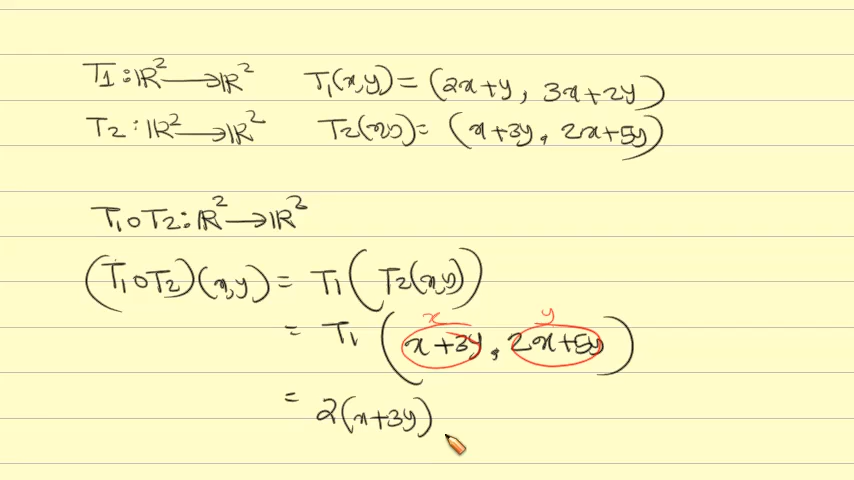 T1 : ℝ² ⟶ ℝ² T₁(x,y) = (2x+y, 3x+2y)
T2 : ℝ² ⟶ ℝ² T2( ) = (x+3y, 2x+5y)
T₁∘T2 : ℝ² ⟶ ℝ²
(T₁∘T2)(x,y) = T₁(T2(x,y))
x y
= T₁(x+3y, 2x+5y)
= 2(x+3y)